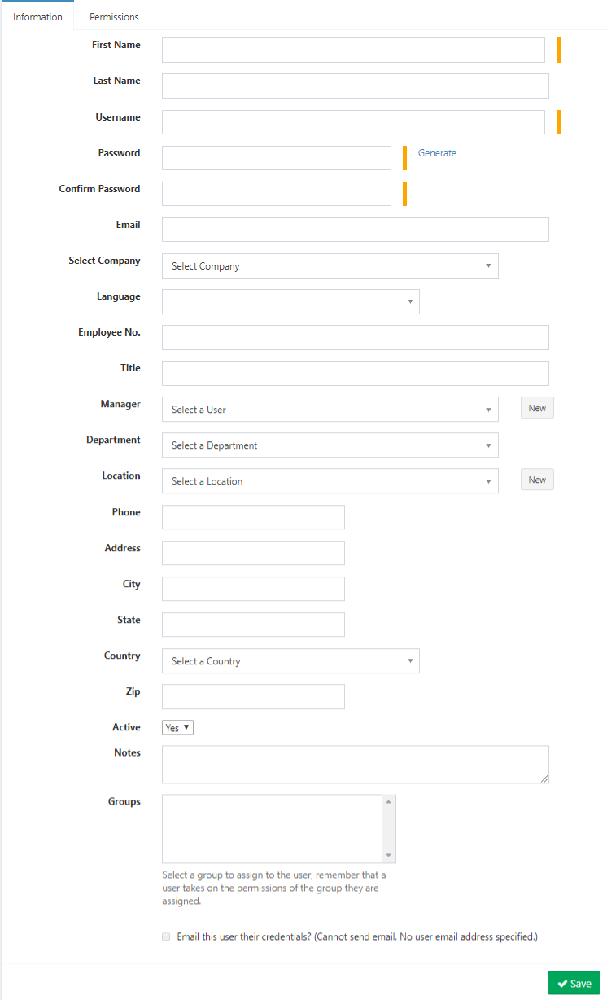 Information Permissions
First Name
Last Name
Username
Password Generate
Confirm Password
Email
Select Company Select Company
Language
Employee No.
Title
Manager Select a User New
Department Select a Department
Location Select a Location New
Phone
Address
City
State
Country Select a Country
Zip
Active Yes
Notes
Groups
Select a group to assign to the user, remember that a
user takes on the permissions of the group they are
assigned.
Email this user their credentials? (Cannot send email. No user email address specified.)
Save